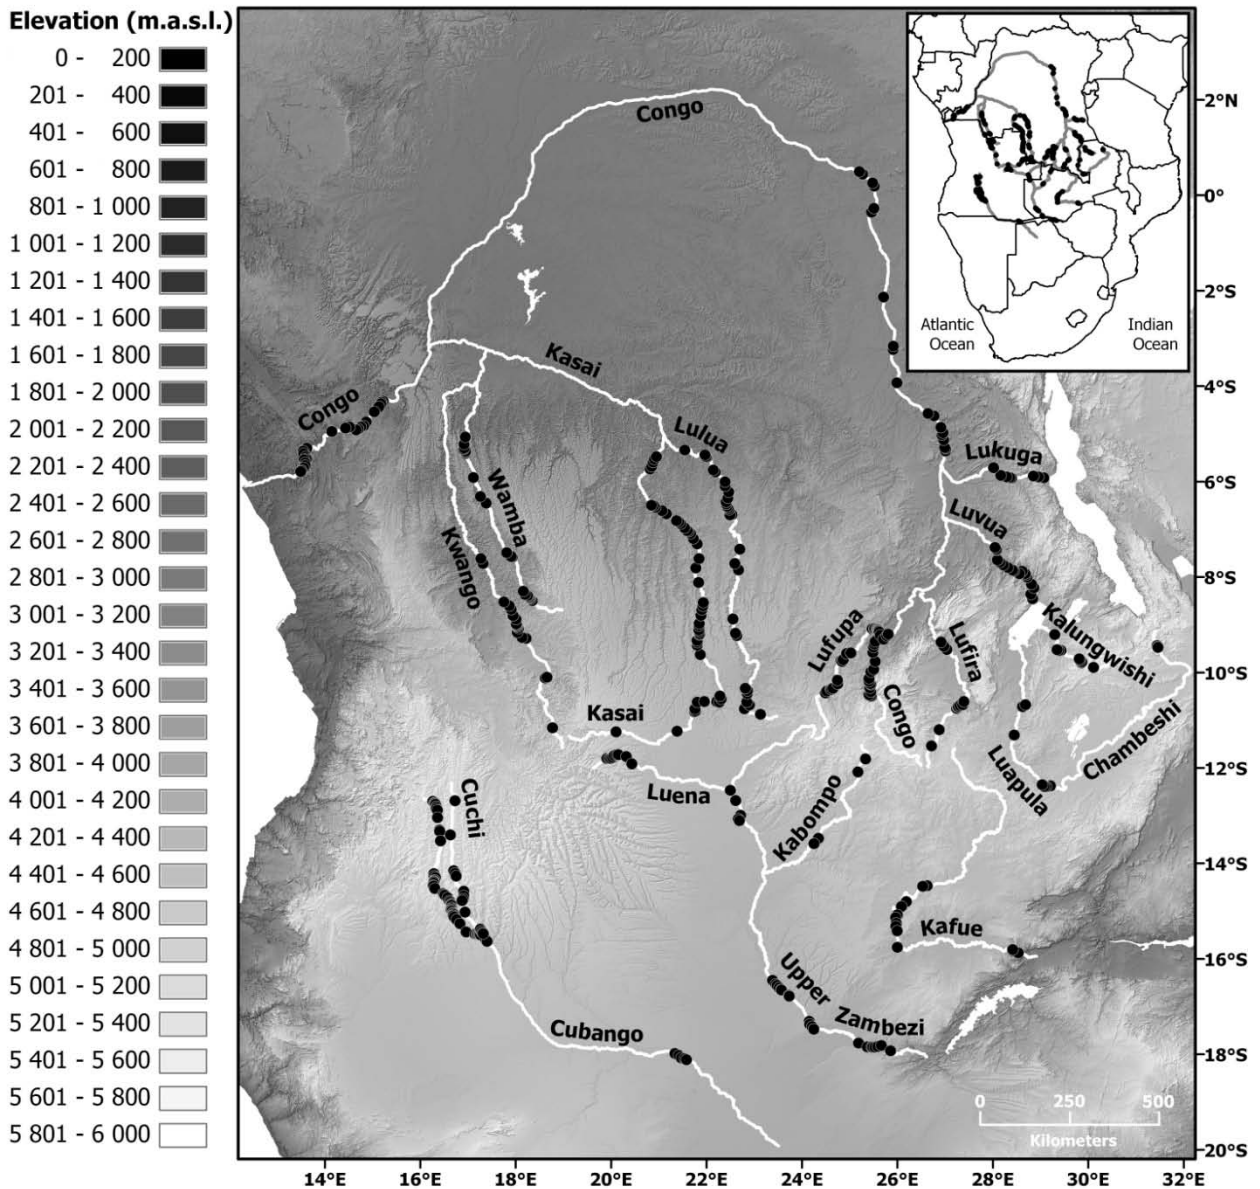 Elevation (m.a.s.l.)
0 - 200
201 - 400
401 - 600
601 - 800
801 - 1 000
1 001 - 1 200
1 201 - 1 400
1 401 - 1 600
1 601 - 1 800
1 801 - 2 000
2 001 - 2 200
2 201 - 2 400
2 401 - 2 600
2 601 - 2 800
2 801 - 3 000
3 001 - 3 200
3 201 - 3 400
3 401 - 3 600
3 601 - 3 800
3 801 - 4 000
4 001 - 4 200
4 201 - 4 400
4 401 - 4 600
4 601 - 4 800
4 801 - 5 000
5 001 - 5 200
5 201 - 5 400
5 401 - 5 600
5 601 - 5 800
5 801 - 6 000
Congo
Kasai
Congo
Lulua
Wamba
Kwango
Lukuga
Luvua
Kalungwishi
Lufupa
Lufira
Congo
Kasai
Chambeshi
Luapula
Luena
Kabompo
Cuchi
Kafue
Upper
Zambezi
Cubango
Atlantic
Ocean
Indian
Ocean
2°N
0°
2°S
4°S
6°S
8°S
10°S
12°S
14°S
16°S
18°S
20°S
0 250 500
Kilometers
14°E 16°E 18°E 20°E 22°E 24°E 26°E 28°E 30°E 32°E